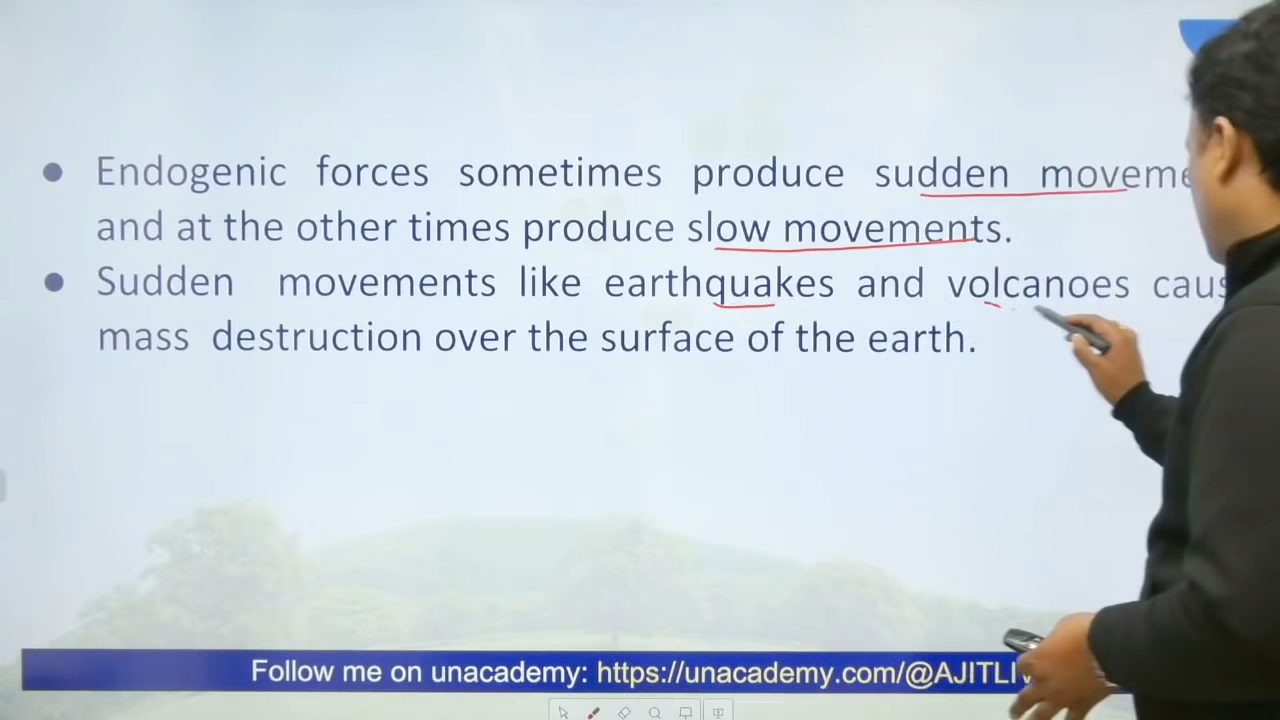 ● Endogenic forces sometimes produce sudden
and at the other times produce slow movements.
● Sudden movements like earthquakes and volcanoes
mass destruction over the surface of the earth.
Follow me on unacademy: https://unacademy.com/@AJITLI